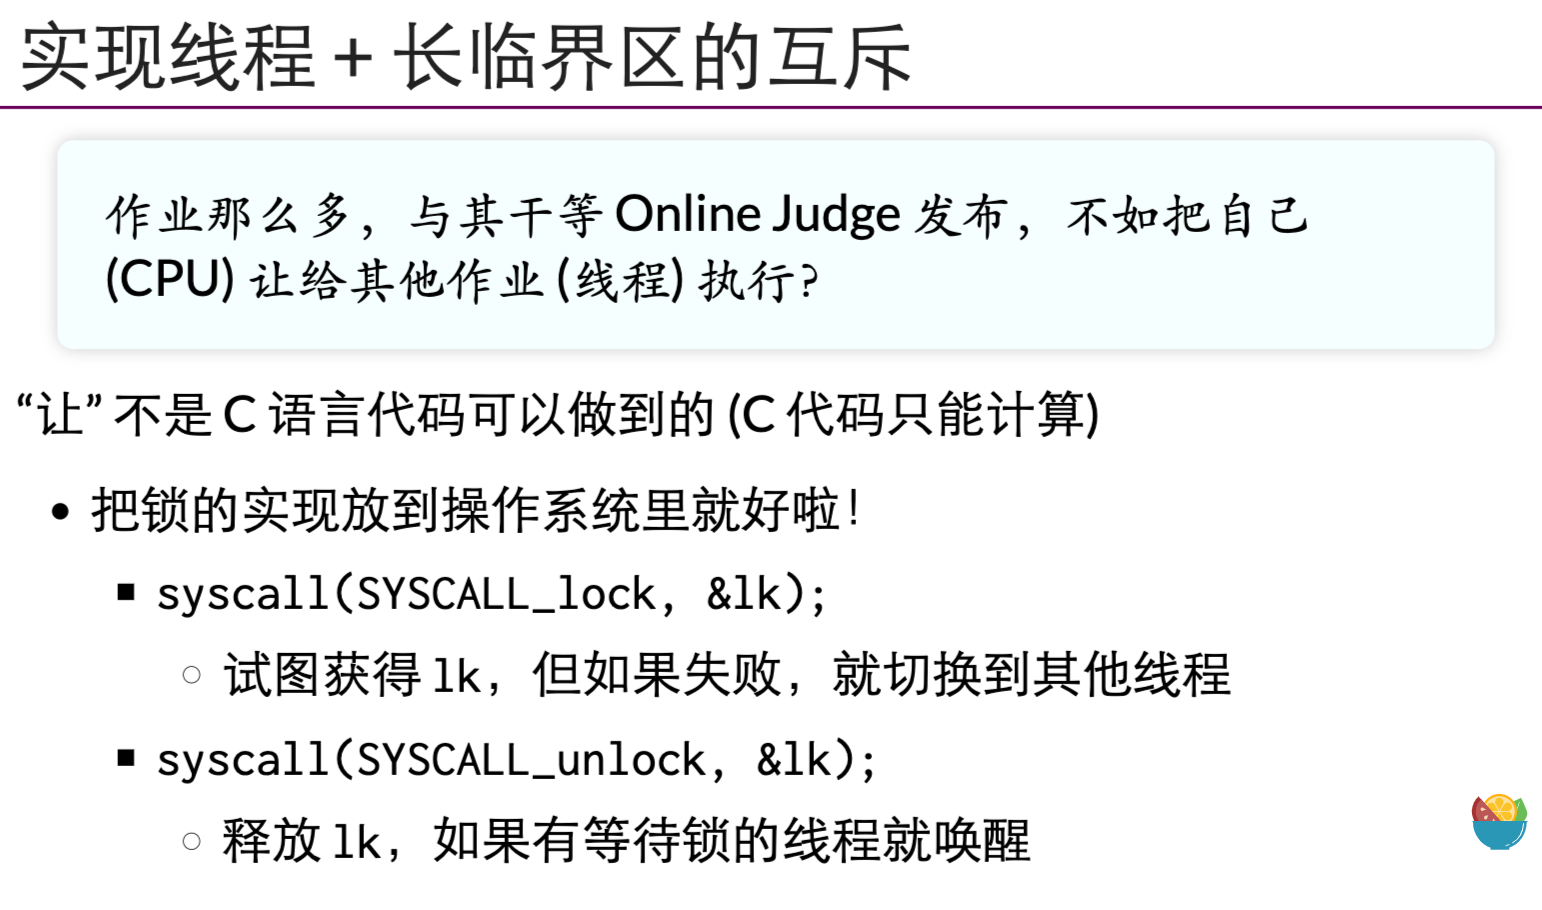 实现线程 + 长临界区的互斥
作业那么多，与其干等 Online Judge 发布，不如把自己
(CPU) 让给其他作业 (线程) 执行?
“让” 不是 C 语言代码可以做到的 (C 代码只能计算)
• 把锁的实现放到操作系统里就好啦！
▪ syscall(SYSCALL_lock, &lk);
◦ 试图获得 lk，但如果失败，就切换到其他线程
▪ syscall(SYSCALL_unlock, &lk);
◦ 释放 lk，如果有等待锁的线程就唤醒